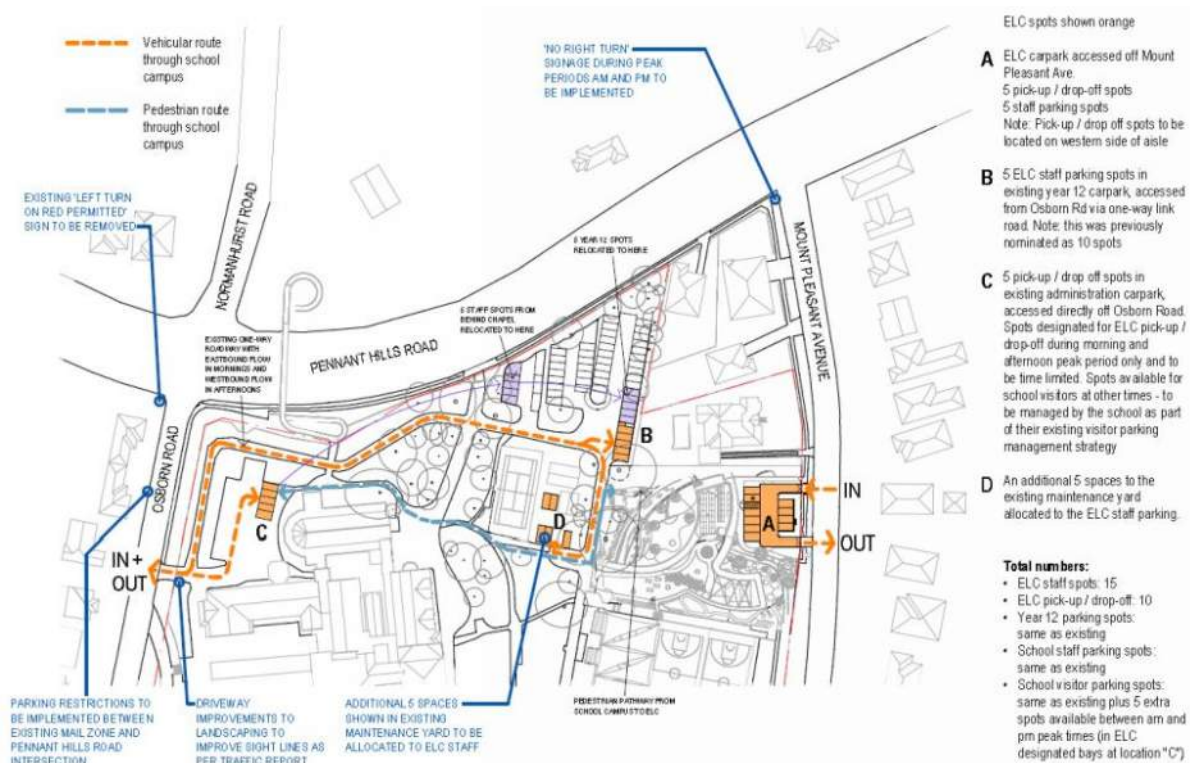 Vehicular route
through school
campus
Pedestrian route
through school
campus
'NO RIGHT TURN'
SIGNAGE DURING PEAK
PERIODS AM AND PM TO
BE IMPLEMENTED
EXISTING 'LEFT TURN
ON RED PERMITTED'
SIGN TO BE REMOVED
NORMANHURST ROAD
PENNANT HILLS ROAD
MOUNT PLEASANT AVENUE
OSBORN ROAD
5 YEAR 12 SPOTS
RELOCATED TO HERE
5 STAFF SPOTS FROM
BEHIND CHAPEL
RELOCATED TO HERE
EXISTING ONE-WAY
ROADWAY WITH
EASTBOUND FLOW
IN MORNINGS AND
WESTBOUND FLOW
IN AFTERNOONS
B
C
D
A
IN
OUT
IN +
OUT
PARKING RESTRICTIONS TO
BE IMPLEMENTED BETWEEN
EXISTING MAIL ZONE AND
PENNANT HILLS ROAD
INTERSECTION
DRIVEWAY
IMPROVEMENTS TO
LANDSCAPING TO
IMPROVE SIGHT LINES AS
PER TRAFFIC REPORT
ADDITIONAL 5 SPACES
SHOWN IN EXISTING
MAINTENANCE YARD TO BE
ALLOCATED TO ELC STAFF
PEDESTRIAN PATHWAY FROM
SCHOOL CAMPUS TO ELC
ELC spots shown orange
A ELC carpark accessed off Mount
Pleasant Ave.
5 pick-up / drop-off spots
5 staff parking spots
Note: Pick-up / drop off spots to be
located on western side of aisle
B 5 ELC staff parking spots in
existing year 12 carpark, accessed
from Osborn Rd via one-way link
road. Note: this was previously
nominated as 10 spots
C 5 pick-up / drop off spots in
existing administration carpark,
accessed directly off Osborn Road.
Spots designated for ELC pick-up /
drop-off during morning and
afternoon peak period only and to
be time limited. Spots available for
school visitors at other times - to
be managed by the school as part
of their existing visitor parking
management strategy
D An additional 5 spaces to the
existing maintenance yard
allocated to the ELC staff parking.
Total numbers:
• ELC staff spots: 15
• ELC pick-up / drop-off: 10
• Year 12 parking spots:
same as existing
• School staff parking spots:
same as existing
• School visitor parking spots:
same as existing plus 5 extra
spots available between am and
pm peak times (in ELC
designated bays at location "C")